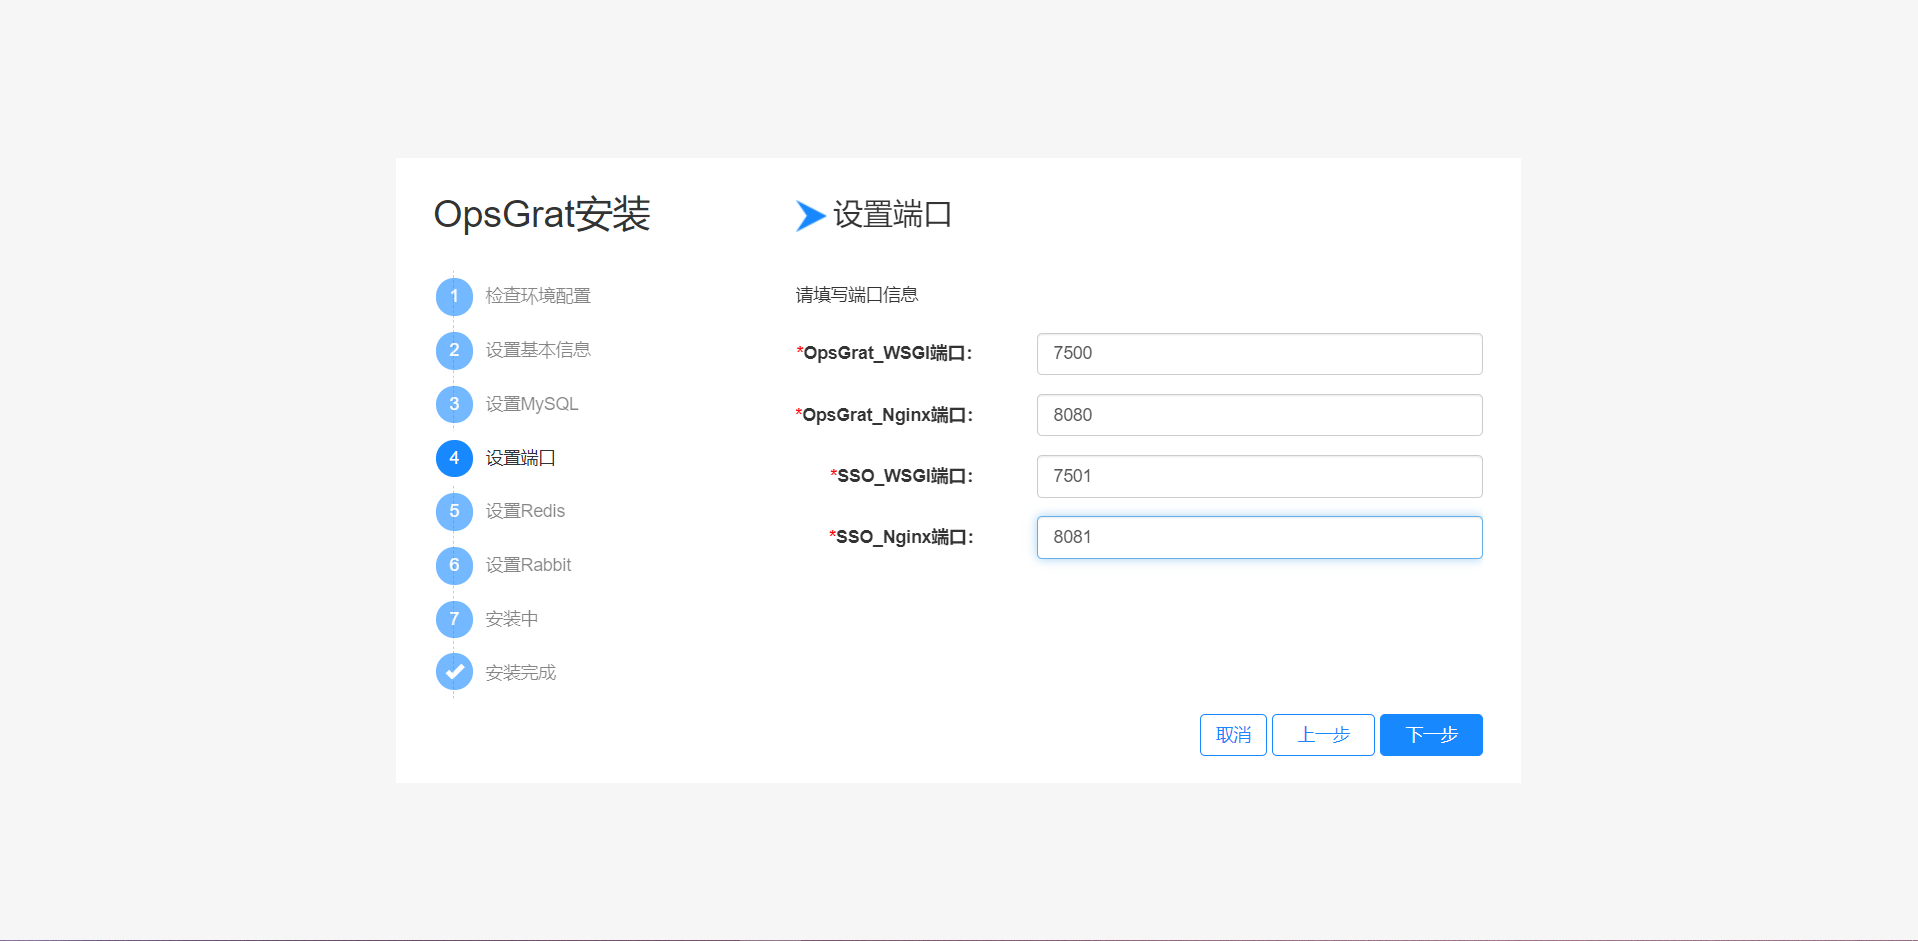 OpsGrat安装
设置端口
1 检查环境配置
2 设置基本信息
3 设置MySQL
4 设置端口
5 设置Redis
6 设置Rabbit
7 安装中
安装完成
请填写端口信息
*OpsGrat_WSGI端口: 7500
*OpsGrat_Nginx端口: 8080
*SSO_WSGI端口: 7501
*SSO_Nginx端口: 8081
取消 上一步 下一步